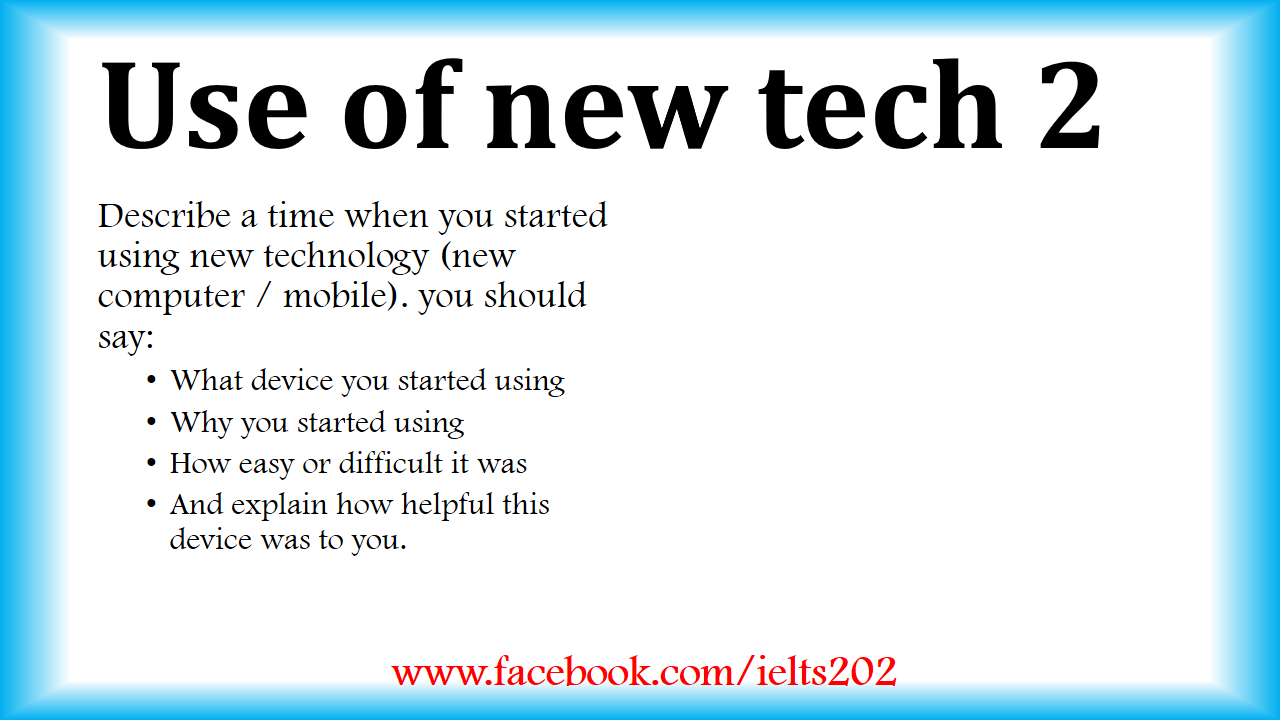 Use of new tech 2
Describe a time when you started
using new technology (new
computer / mobile). you should
say:
• What device you started using
• Why you started using
• How easy or difficult it was
• And explain how helpful this
device was to you.
www.facebook.com/ielts202